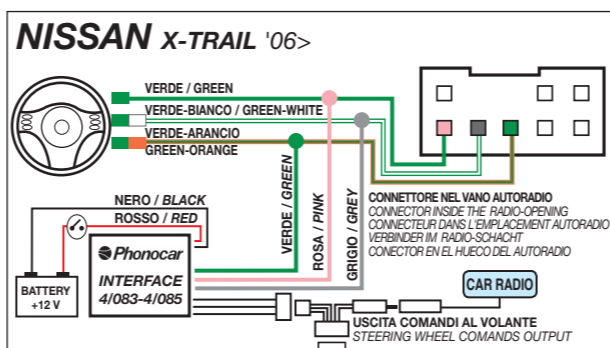 NISSAN X-TRAIL '06>
VERDE / GREEN
VERDE-BIANCO / GREEN-WHITE
VERDE-ARANCIO
GREEN-ORANGE
NERO / BLACK
ROSSO / RED
VERDE / GREEN
ROSA / PINK
GRIGIO / GREY
CONNETTORE NEL VANO AUTORADIO
CONNECTOR INSIDE THE RADIO-OPENING
CONNECTEUR DANS L'EMPLACEMENT AUTORADIO
VERBINDER IM RADIO-SCHACHT
CONECTOR EN EL HUECO DEL AUTORADIO
Phonocar
INTERFACE
4/083-4/085
BATTERY
+12 V
CAR RADIO
USCITA COMANDI AL VOLANTE
STEERING WHEEL COMANDS OUTPUT